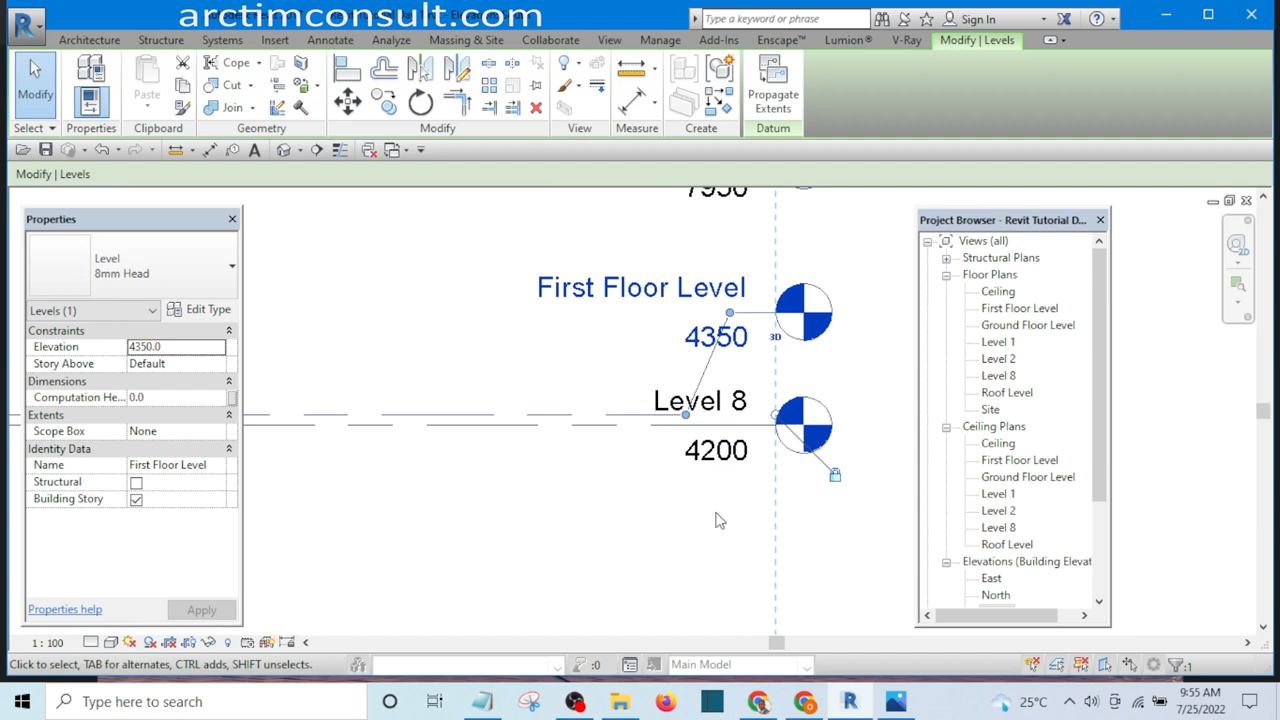 arctimconsult.com
Type a keyword or phrase
Sign In
Architecture Structure Systems Insert Annotate Analyze Massing & Site Collaborate View Manage Add-Ins Enscape™ Lumion® V-Ray Modify | Levels
Modify Paste Cope Cut Join Propagate Extents
Select Properties Clipboard Geometry Modify View Measure Create Datum
Modify | Levels
Properties
Level
8mm Head
Levels (1) Edit Type
Constraints
Elevation 4350.0
Story Above Default
Dimensions
Computation He... 0.0
Extents
Scope Box None
Identity Data
Name First Floor Level
Structural
Building Story
Properties help Apply
7950
First Floor Level
4350
3D
Level 8
4200
Project Browser - Revit Tutorial D...
Views (all)
Structural Plans
Floor Plans
Ceiling
First Floor Level
Ground Floor Level
Level 1
Level 2
Level 8
Roof Level
Site
Ceiling Plans
Ceiling
First Floor Level
Ground Floor Level
Level 1
Level 2
Level 8
Roof Level
Elevations (Building Elevat
East
North
2D
1 : 100
Click to select, TAB for alternates, CTRL adds, SHIFT unselects.
:0
Main Model
:1
Type here to search
25°C
9:55 AM
7/25/2022